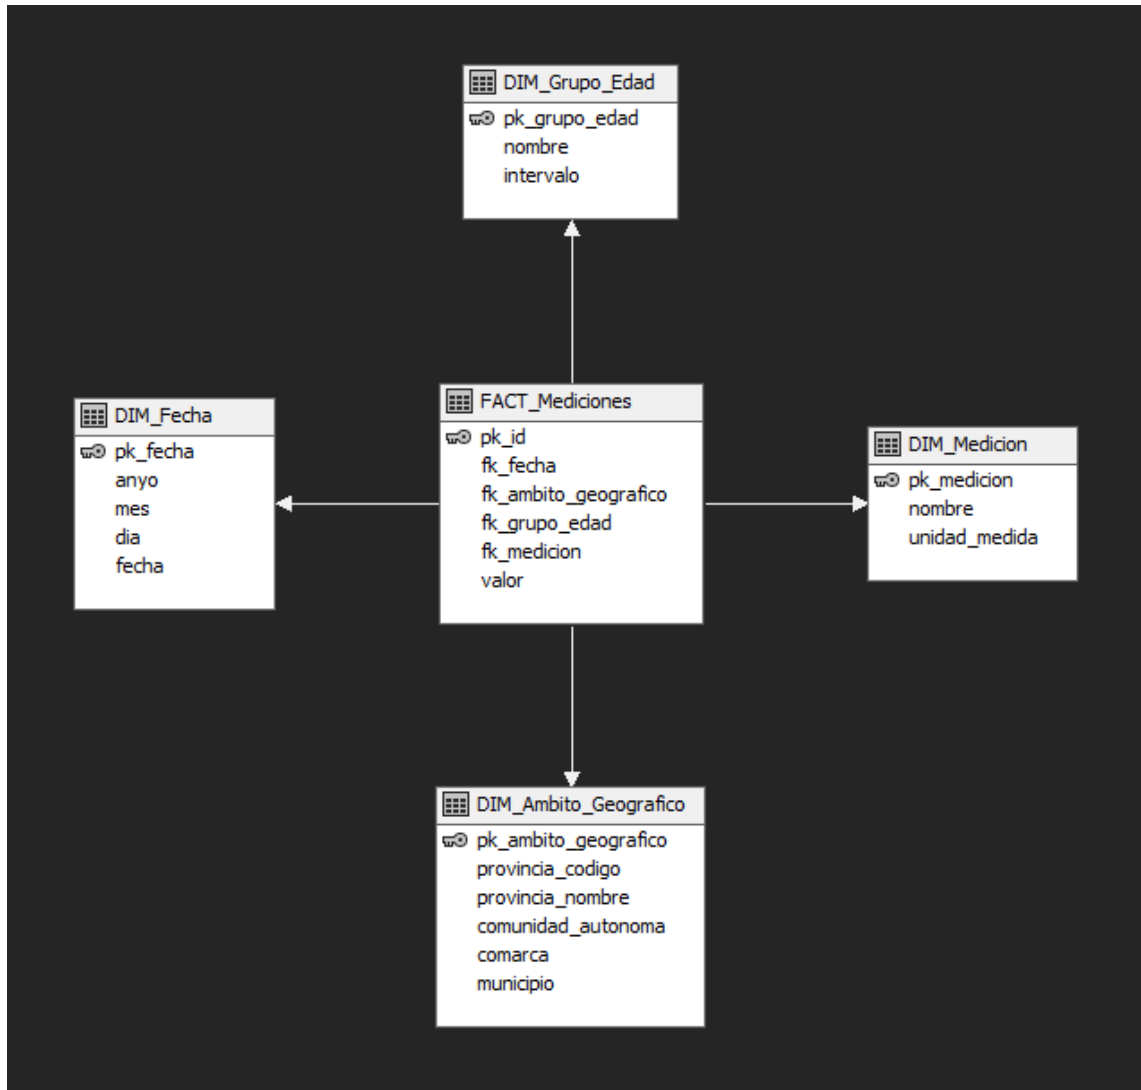 DIM_Grupo_Edad
pk_grupo_edad
nombre
intervalo
DIM_Fecha
pk_fecha
anyo
mes
dia
fecha
FACT_Mediciones
pk_id
fk_fecha
fk_ambito_geografico
fk_grupo_edad
fk_medicion
valor
DIM_Medicion
pk_medicion
nombre
unidad_medida
DIM_Ambito_Geografico
pk_ambito_geografico
provincia_codigo
provincia_nombre
comunidad_autonoma
comarca
municipio